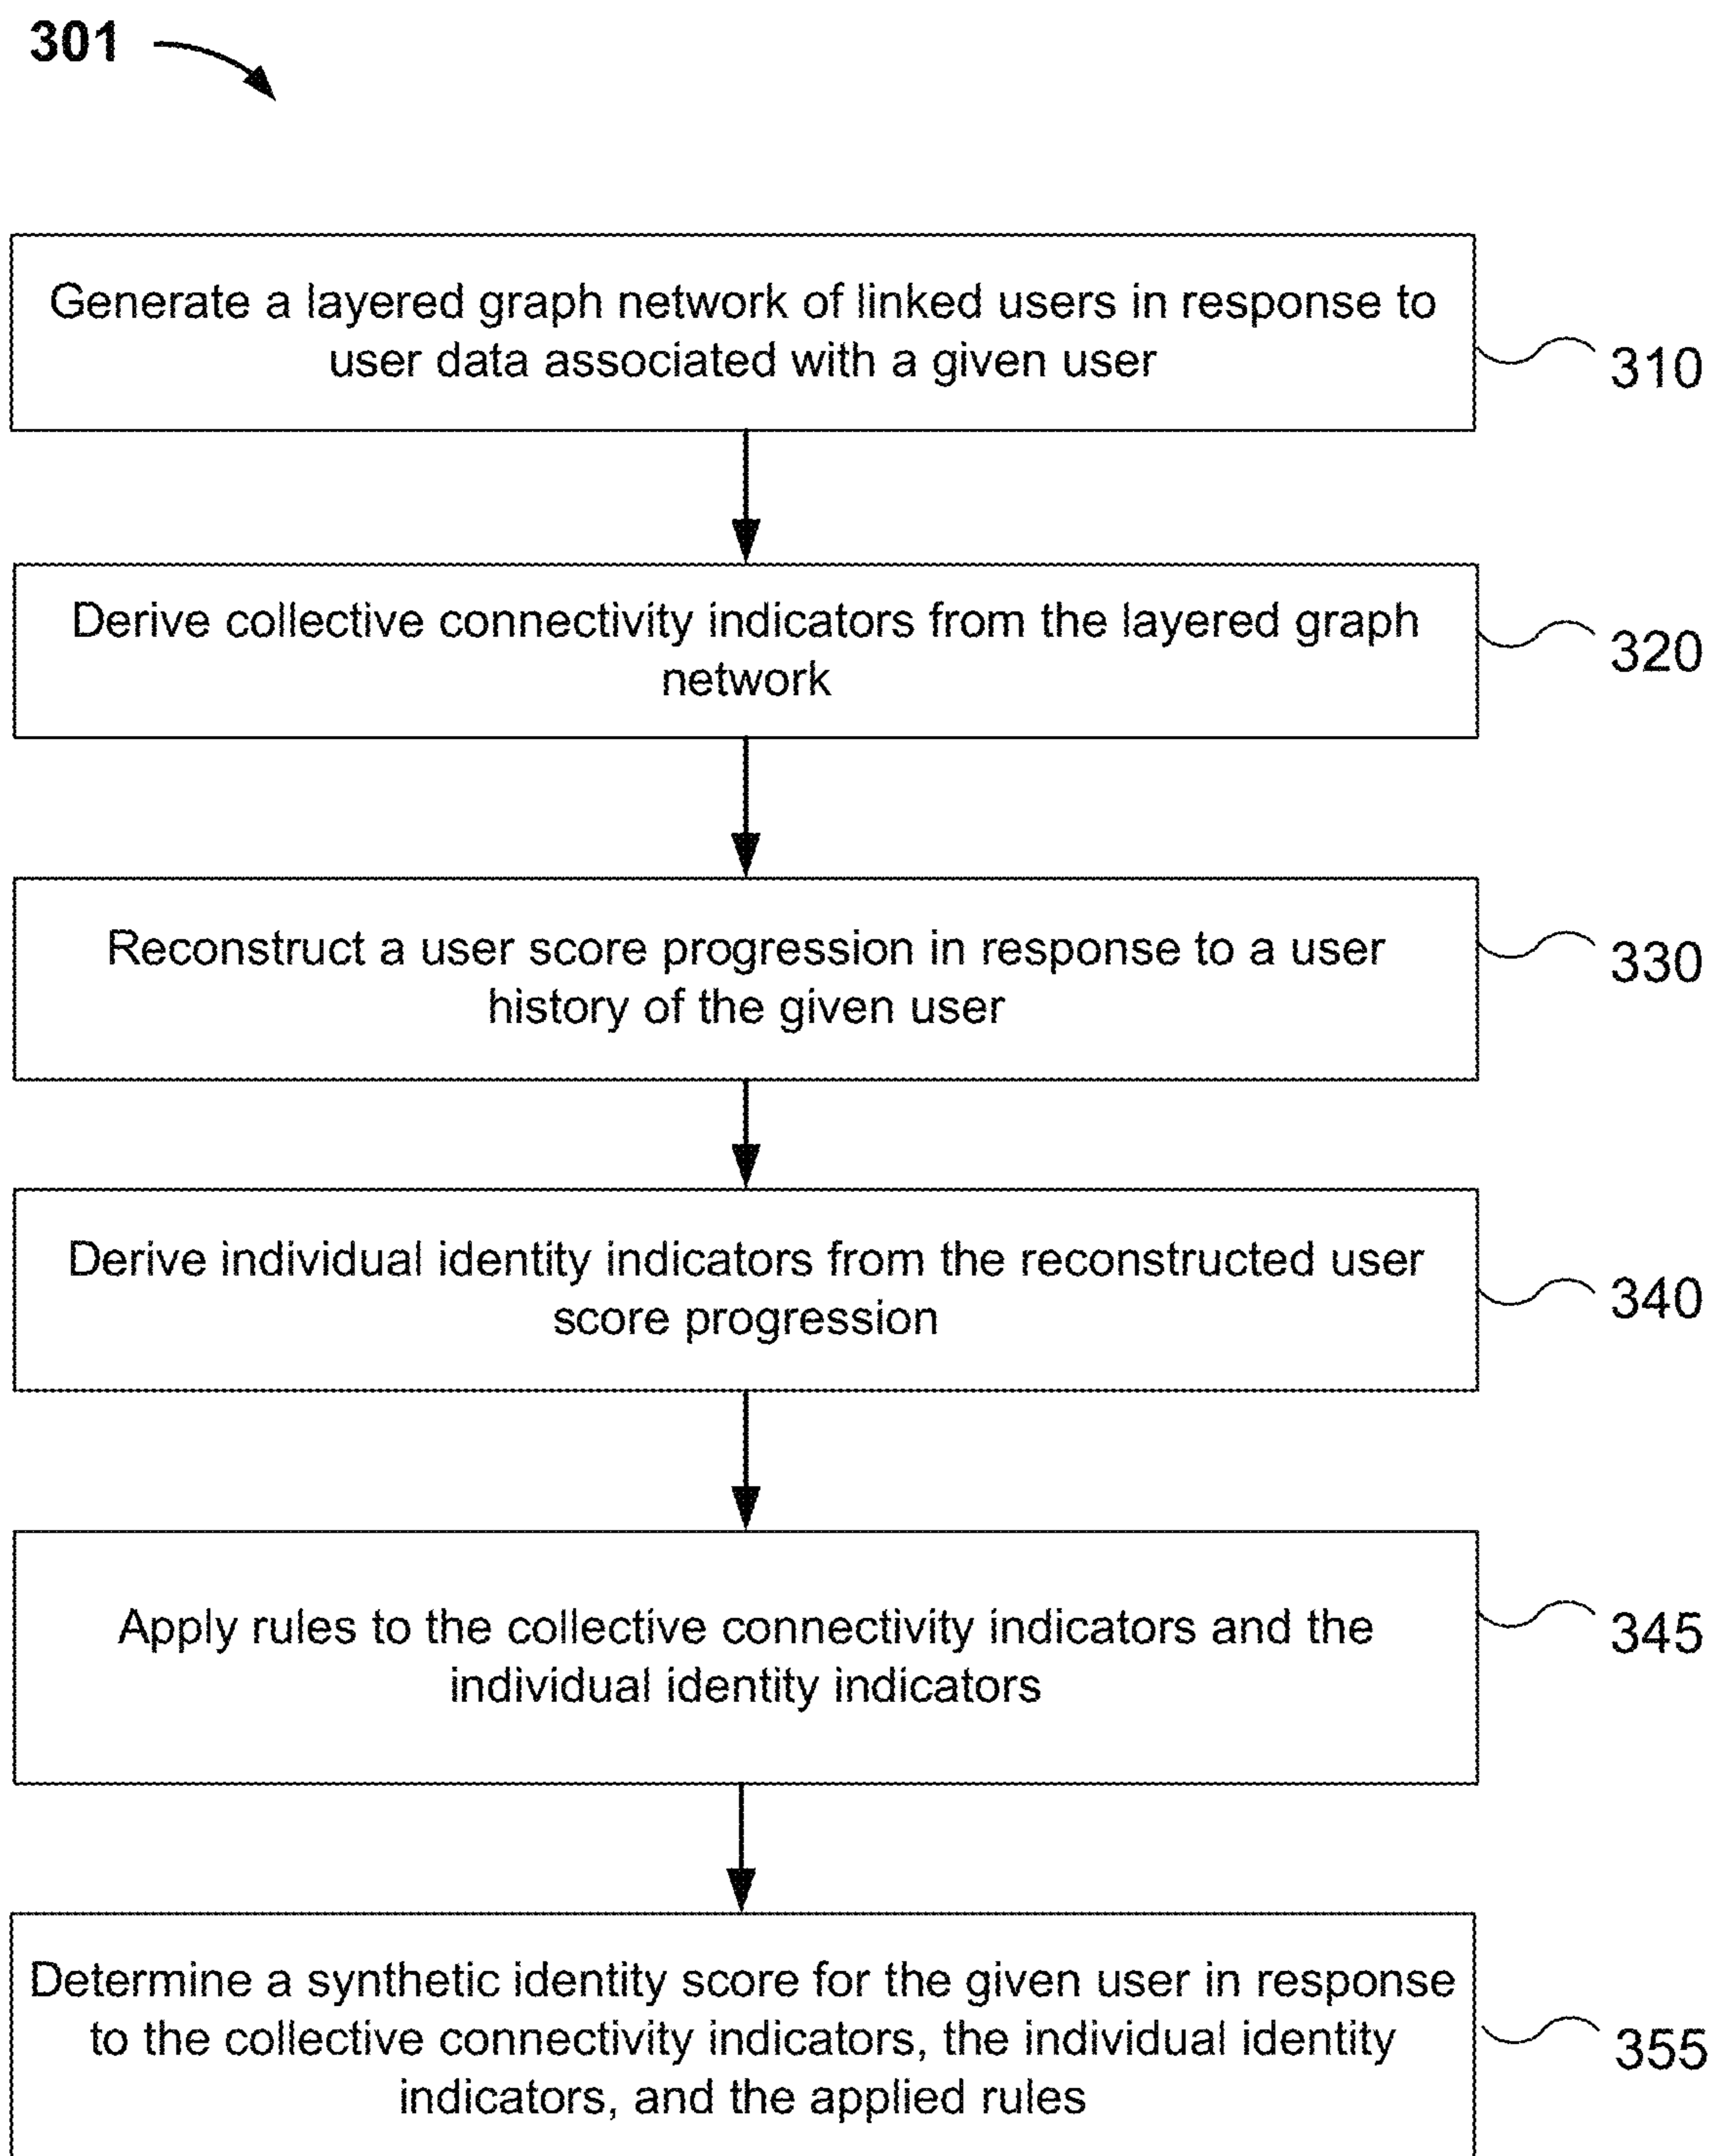 301
Generate a layered graph network of linked users in response to
user data associated with a given user
310
Derive collective connectivity indicators from the layered graph
network
320
Reconstruct a user score progression in response to a user
history of the given user
330
Derive individual identity indicators from the reconstructed user
score progression
340
Apply rules to the collective connectivity indicators and the
individual identity indicators
345
Determine a synthetic identity score for the given user in response
to the collective connectivity indicators, the individual identity
indicators, and the applied rules
355